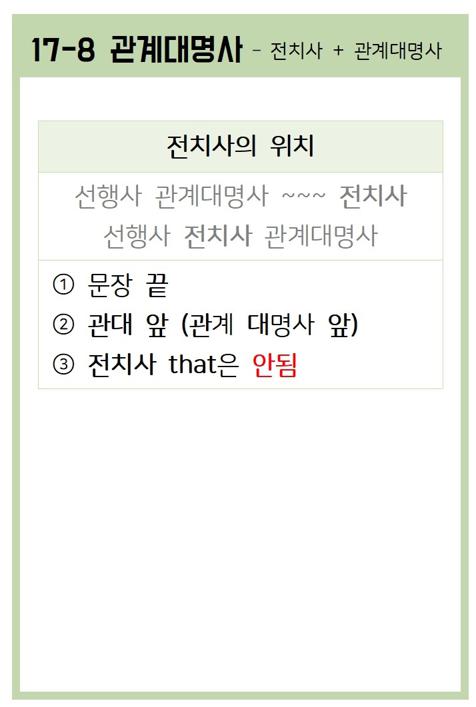 17-8 관계대명사 - 전치사 + 관계대명사
전치사의 위치
선행사 관계대명사 ~~~ 전치사
선행사 전치사 관계대명사
① 문장 끝
② 관대 앞 (관계 대명사 앞)
③ 전치사 that은 안됨